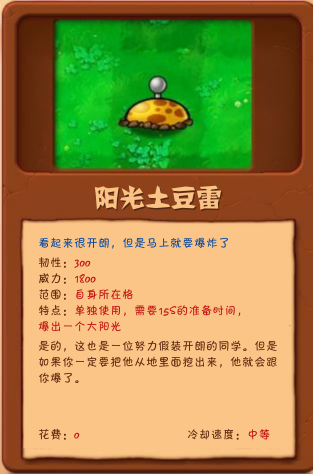 阳光土豆雷
看起来很开朗，但是马上就要爆炸了
韧性：300
威力：1800
范围：自身所在格
特点：单独使用，需要15S的准备时间，
爆出一个大阳光
是的，这也是一位努力假装开朗的同学。但是
如果你一定要把他从地里面挖出来，他就会跟
你爆了。
花费：0 冷却速度：中等